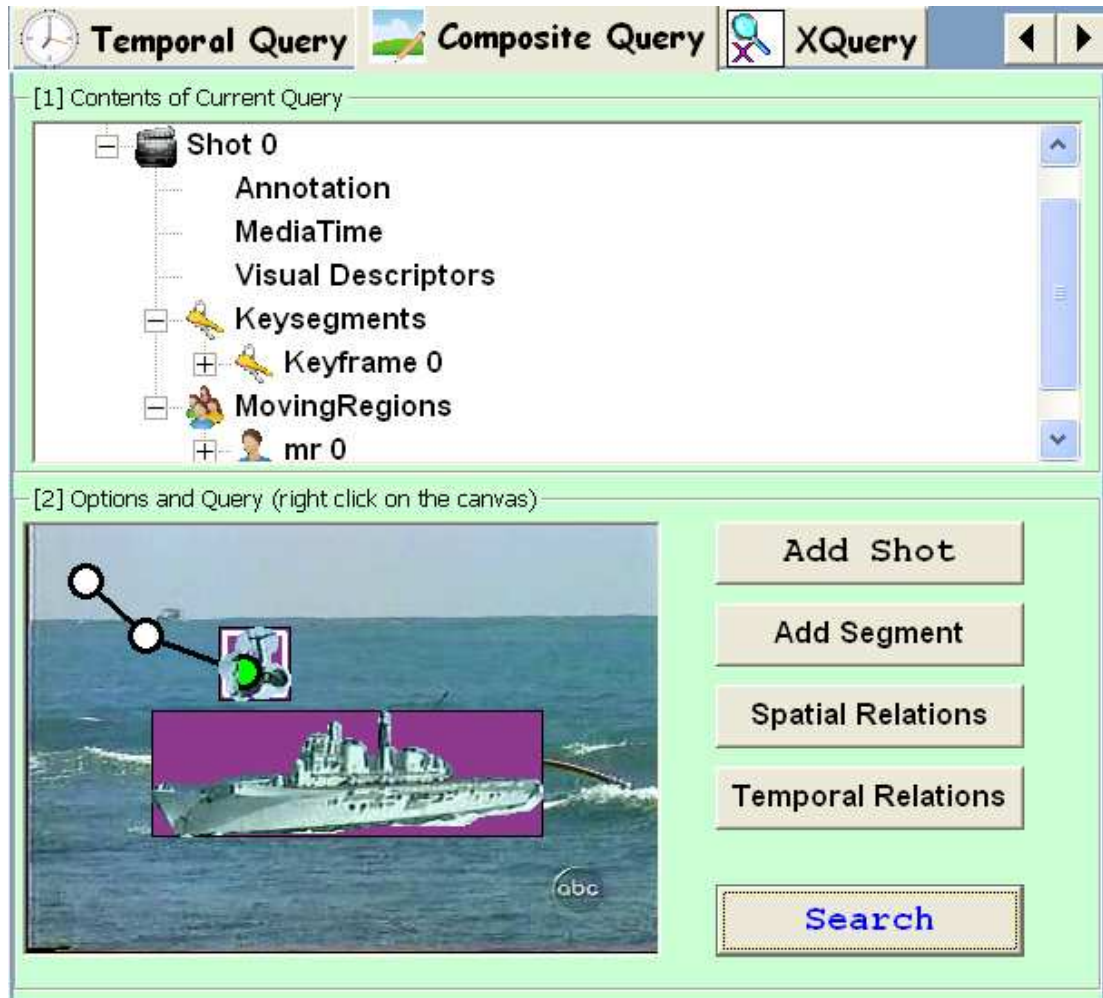 Temporal Query Composite Query XQuery
[1] Contents of Current Query
Shot 0
Annotation
MediaTime
Visual Descriptors
Keysegments
Keyframe 0
MovingRegions
mr 0
[2] Options and Query (right click on the canvas)
Add Shot
Add Segment
Spatial Relations
Temporal Relations
Search
abc